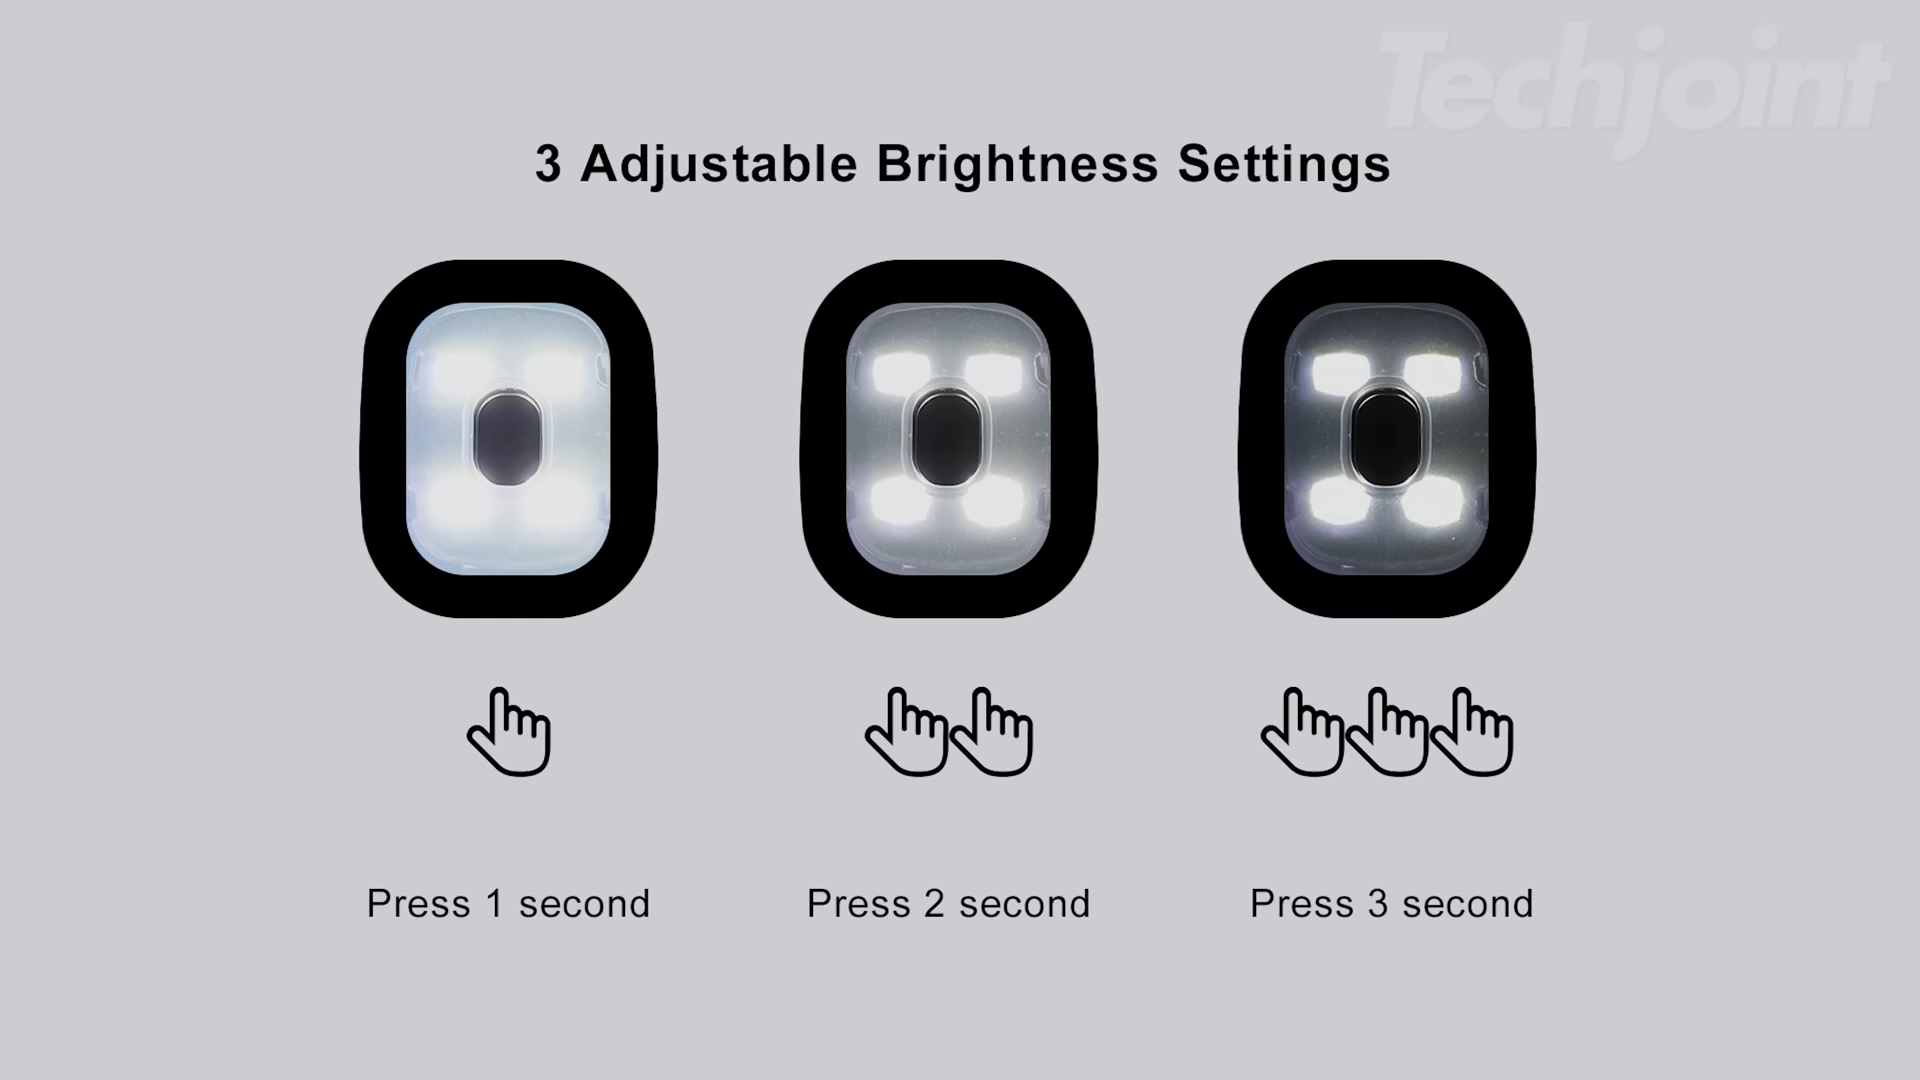 Techjoint
3 Adjustable Brightness Settings
Press 1 second
Press 2 second
Press 3 second